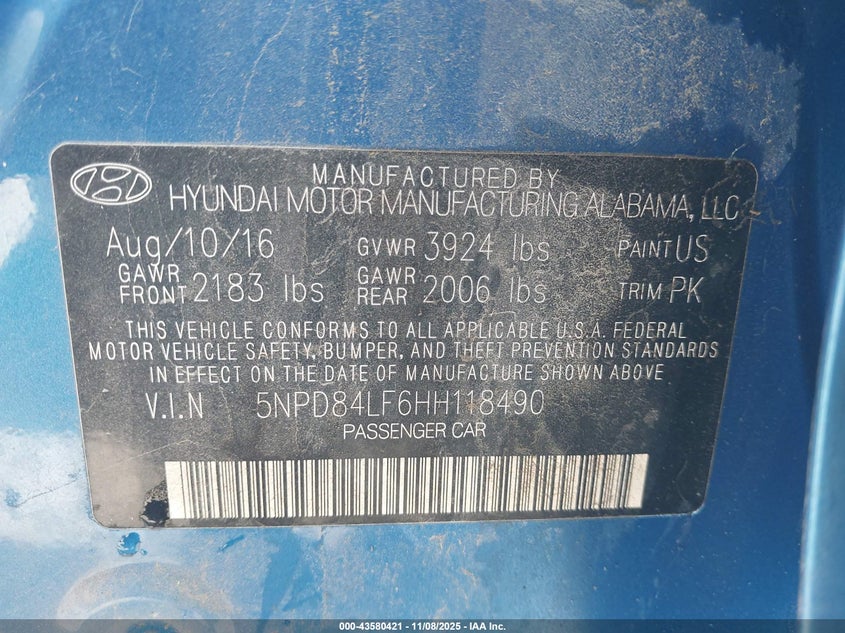 MANUFACTURED BY
HYUNDAI MOTOR MANUFACTURING ALABAMA, LLC
Aug/10/16 GVWR 3924 lbs PAINT US
GAWR FRONT 2183 lbs GAWR REAR 2006 lbs TRIM PK
THIS VEHICLE CONFORMS TO ALL APPLICABLE U.S.A. FEDERAL
MOTOR VEHICLE SAFETY, BUMPER, AND THEFT PREVENTION STANDARDS
IN EFFECT ON THE DATE OF MANUFACTURE SHOWN ABOVE
V.I.N 5NPD84LF6HH118490
PASSENGER CAR
000-43580421 - 11/08/2025 - IAA Inc.